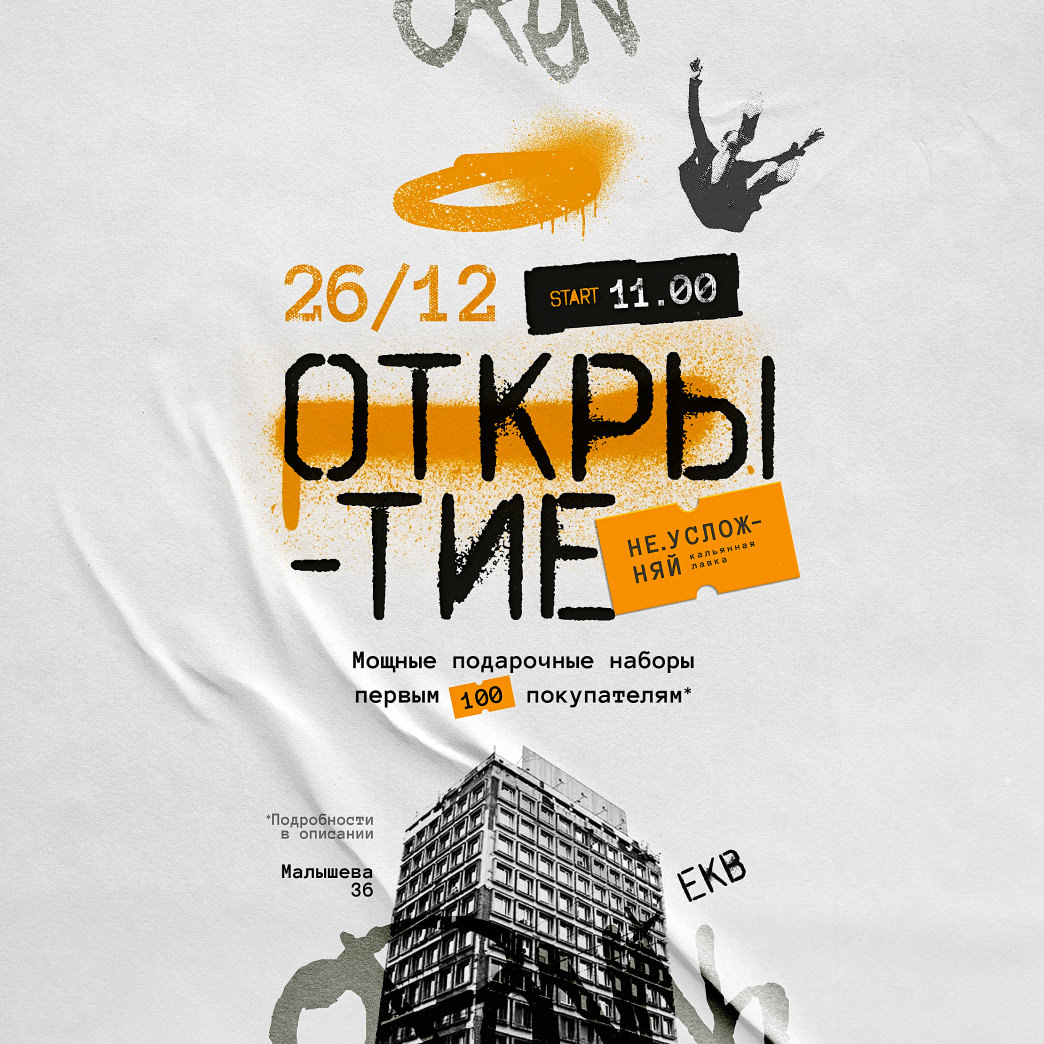 26/12
START 11.00
ОТКРЫ
-ТИЕ
НЕ.УСЛОЖ-
НЯЙ кальянная
лавка
Мощные подарочные наборы
первым 100 покупателям*
*Подробности
в описании
Малышева
36
ЕКВ